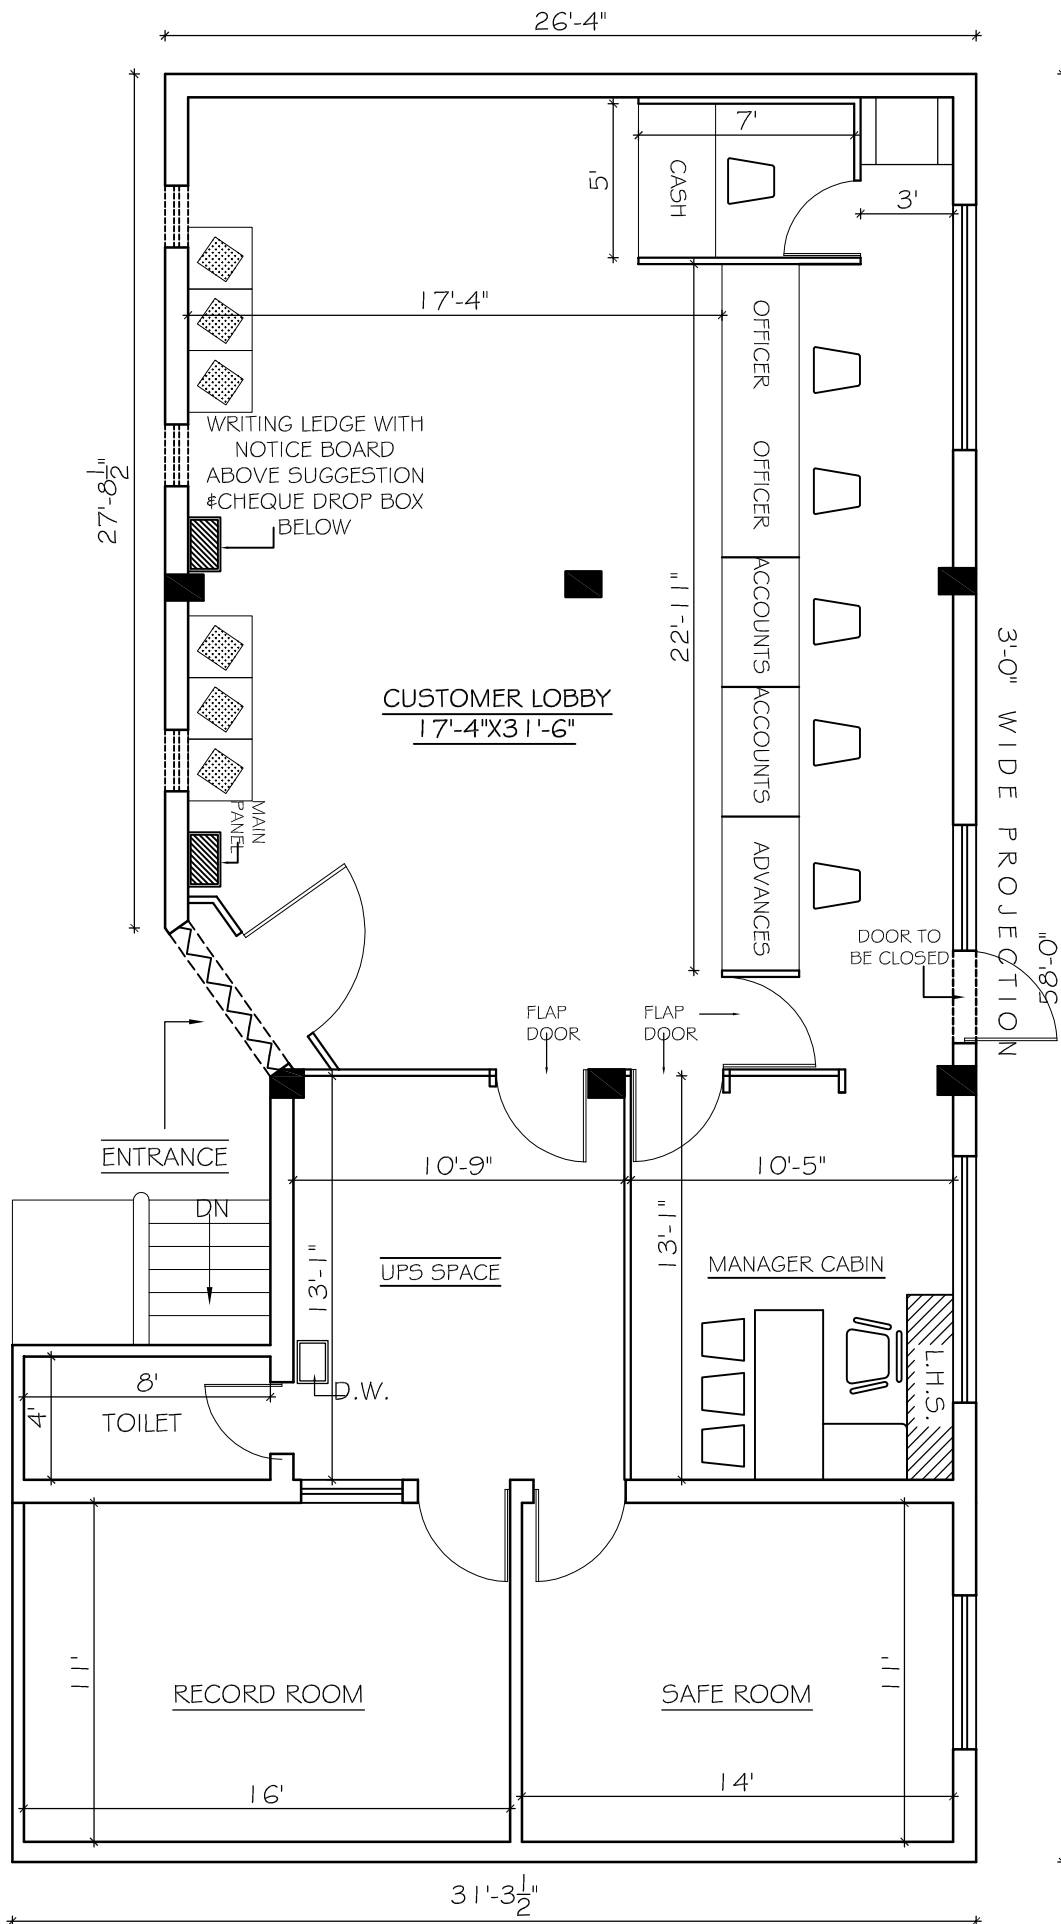 26'-4"
7'
5'
CASH
3'
17'-4"
OFFICER
WRITING LEDGE WITH
NOTICE BOARD
ABOVE SUGGESTION
&CHEQUE DROP BOX
BELOW
27'-8 1/2"
OFFICER
ACCOUNTS
22'-11"
CUSTOMER LOBBY
17'-4"X31'-6"
ACCOUNTS
3'-0" WIDE PROJECTION
MAIN
PANEL
ADVANCES
DOOR TO
BE CLOSED
58'-0"
FLAP
DOOR
FLAP
DOOR
ENTRANCE
10'-9"
10'-5"
DN
13'-1"
13'-1"
UPS SPACE
MANAGER CABIN
L.H.S.
8'
D.W.
4'
TOILET
11'
11'
RECORD ROOM
SAFE ROOM
16'
14'
31'-3 1/2"